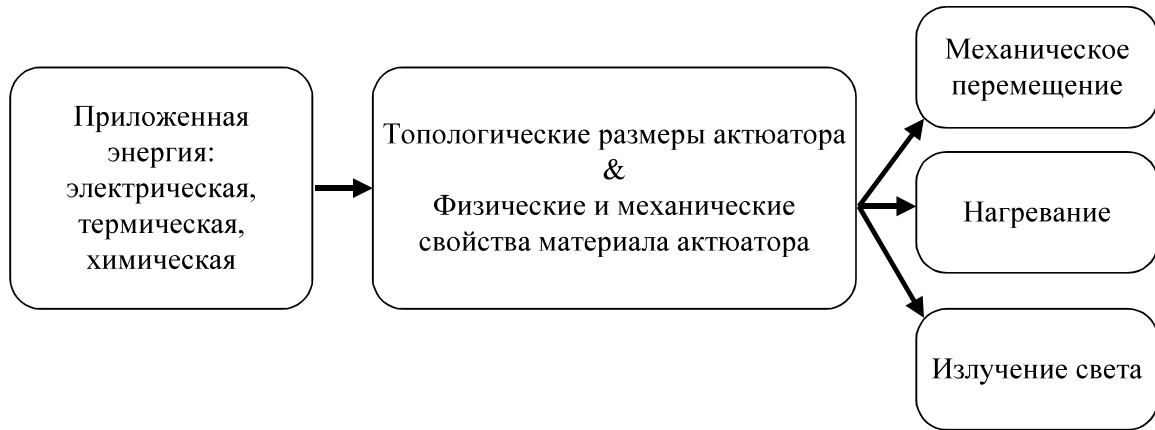 Приложенная
энергия:
электрическая,
термическая,
химическая
Топологические размеры актюатора
&
Физические и механические
свойства материала актюатора
Механическое
перемещение
Нагревание
Излучение света